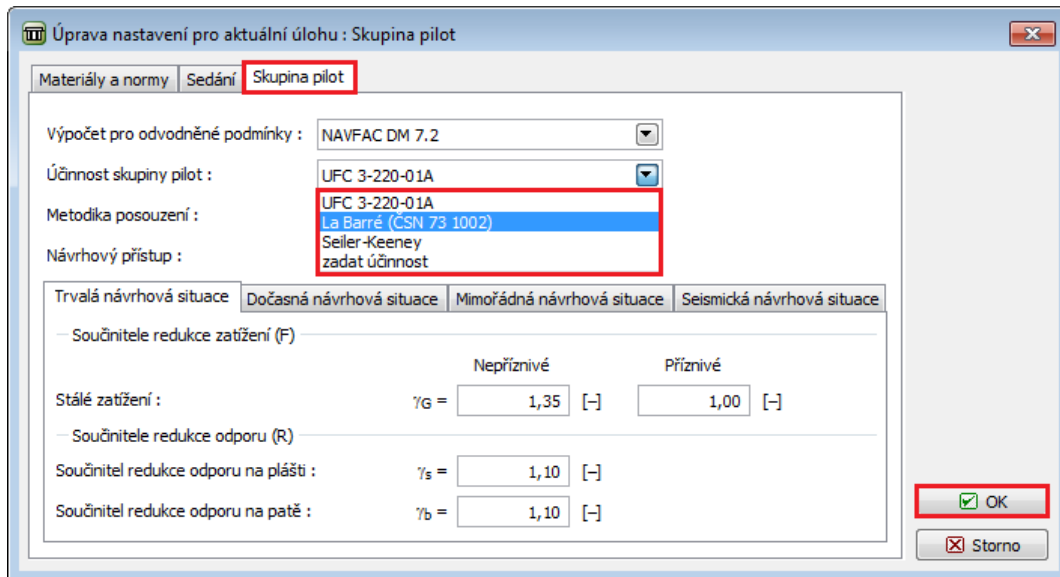 Úprava nastavení pro aktuální úlohu : Skupina pilot
Materiály a normy Sedání Skupina pilot
Výpočet pro odvodněné podmínky : NAVFAC DM 7.2
Účinnost skupiny pilot : UFC 3-220-01A
UFC 3-220-01A
Metodika posouzení : La Barré (ČSN 73 1002)
Seiler-Keeney
Návrhový přístup : zadat účinnost
Trvalá návrhová situace Dočasná návrhová situace Mimořádná návrhová situace Seismická návrhová situace
Součinitele redukce zatížení (F)
Nepříznivé Příznivé
Stálé zatížení : γG = 1,35 [–] 1,00 [–]
Součinitele redukce odporu (R)
Součinitel redukce odporu na plášti : γs = 1,10 [–]
Součinitel redukce odporu na patě : γb = 1,10 [–]
OK
Storno